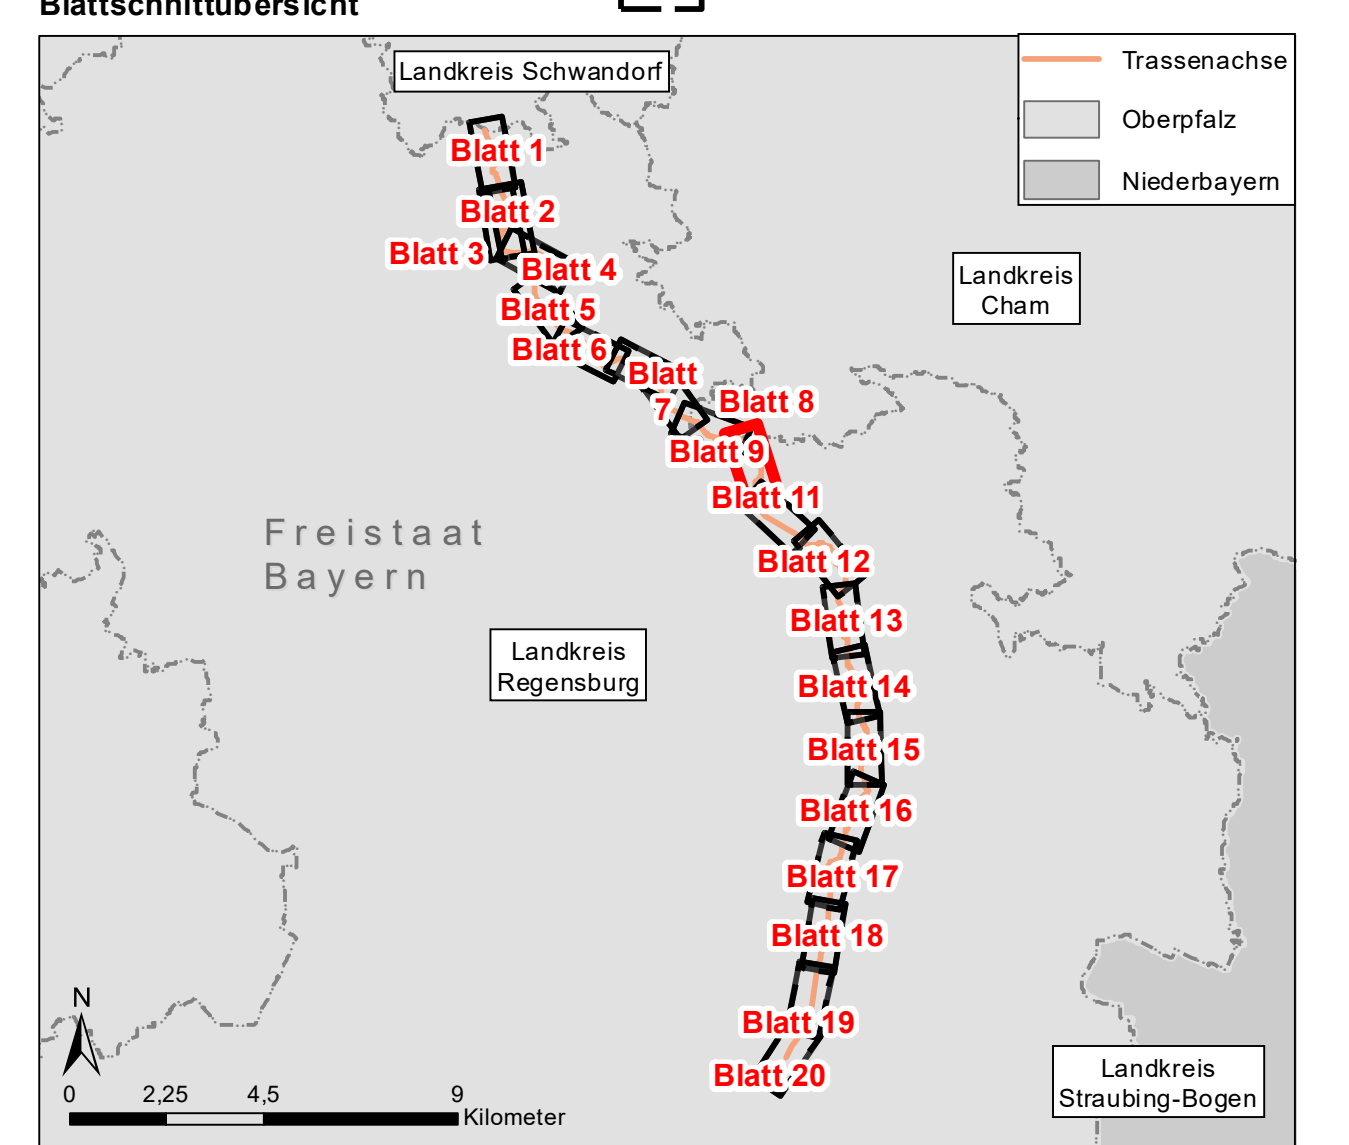 Blattschnittübersicht
Landkreis Schwandorf
Trassenachse
Oberpfalz
Niederbayern
Blatt 1
Blatt 2
Blatt 3
Blatt 4
Blatt 5
Blatt 6
Blatt
7
Blatt 8
Blatt 9
Blatt 11
Blatt 12
Blatt 13
Blatt 14
Blatt 15
Blatt 16
Blatt 17
Blatt 18
Blatt 19
Blatt 20
Landkreis
Cham
Freistaat
Bayern
Landkreis
Regensburg
Landkreis
Straubing-Bogen
N
0 2,25 4,5 9
Kilometer